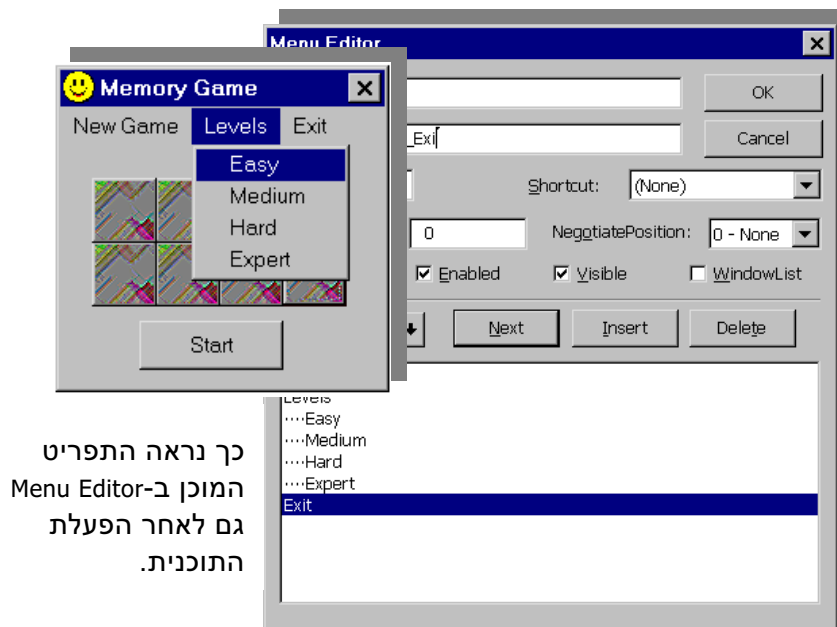 Menu Editor
OK
_Exi
Cancel
Shortcut: (None)
0 NegotiatePosition: 0 - None
Enabled Visible WindowList
Next Insert Delete
Levels
····Easy
····Medium
····Hard
····Expert
Exit
Memory Game
New Game Levels Exit
Easy
Medium
Hard
Expert
Start
כך נראה התפריט
המוכן ב-Menu Editor
גם לאחר הפעלת
התוכנית.